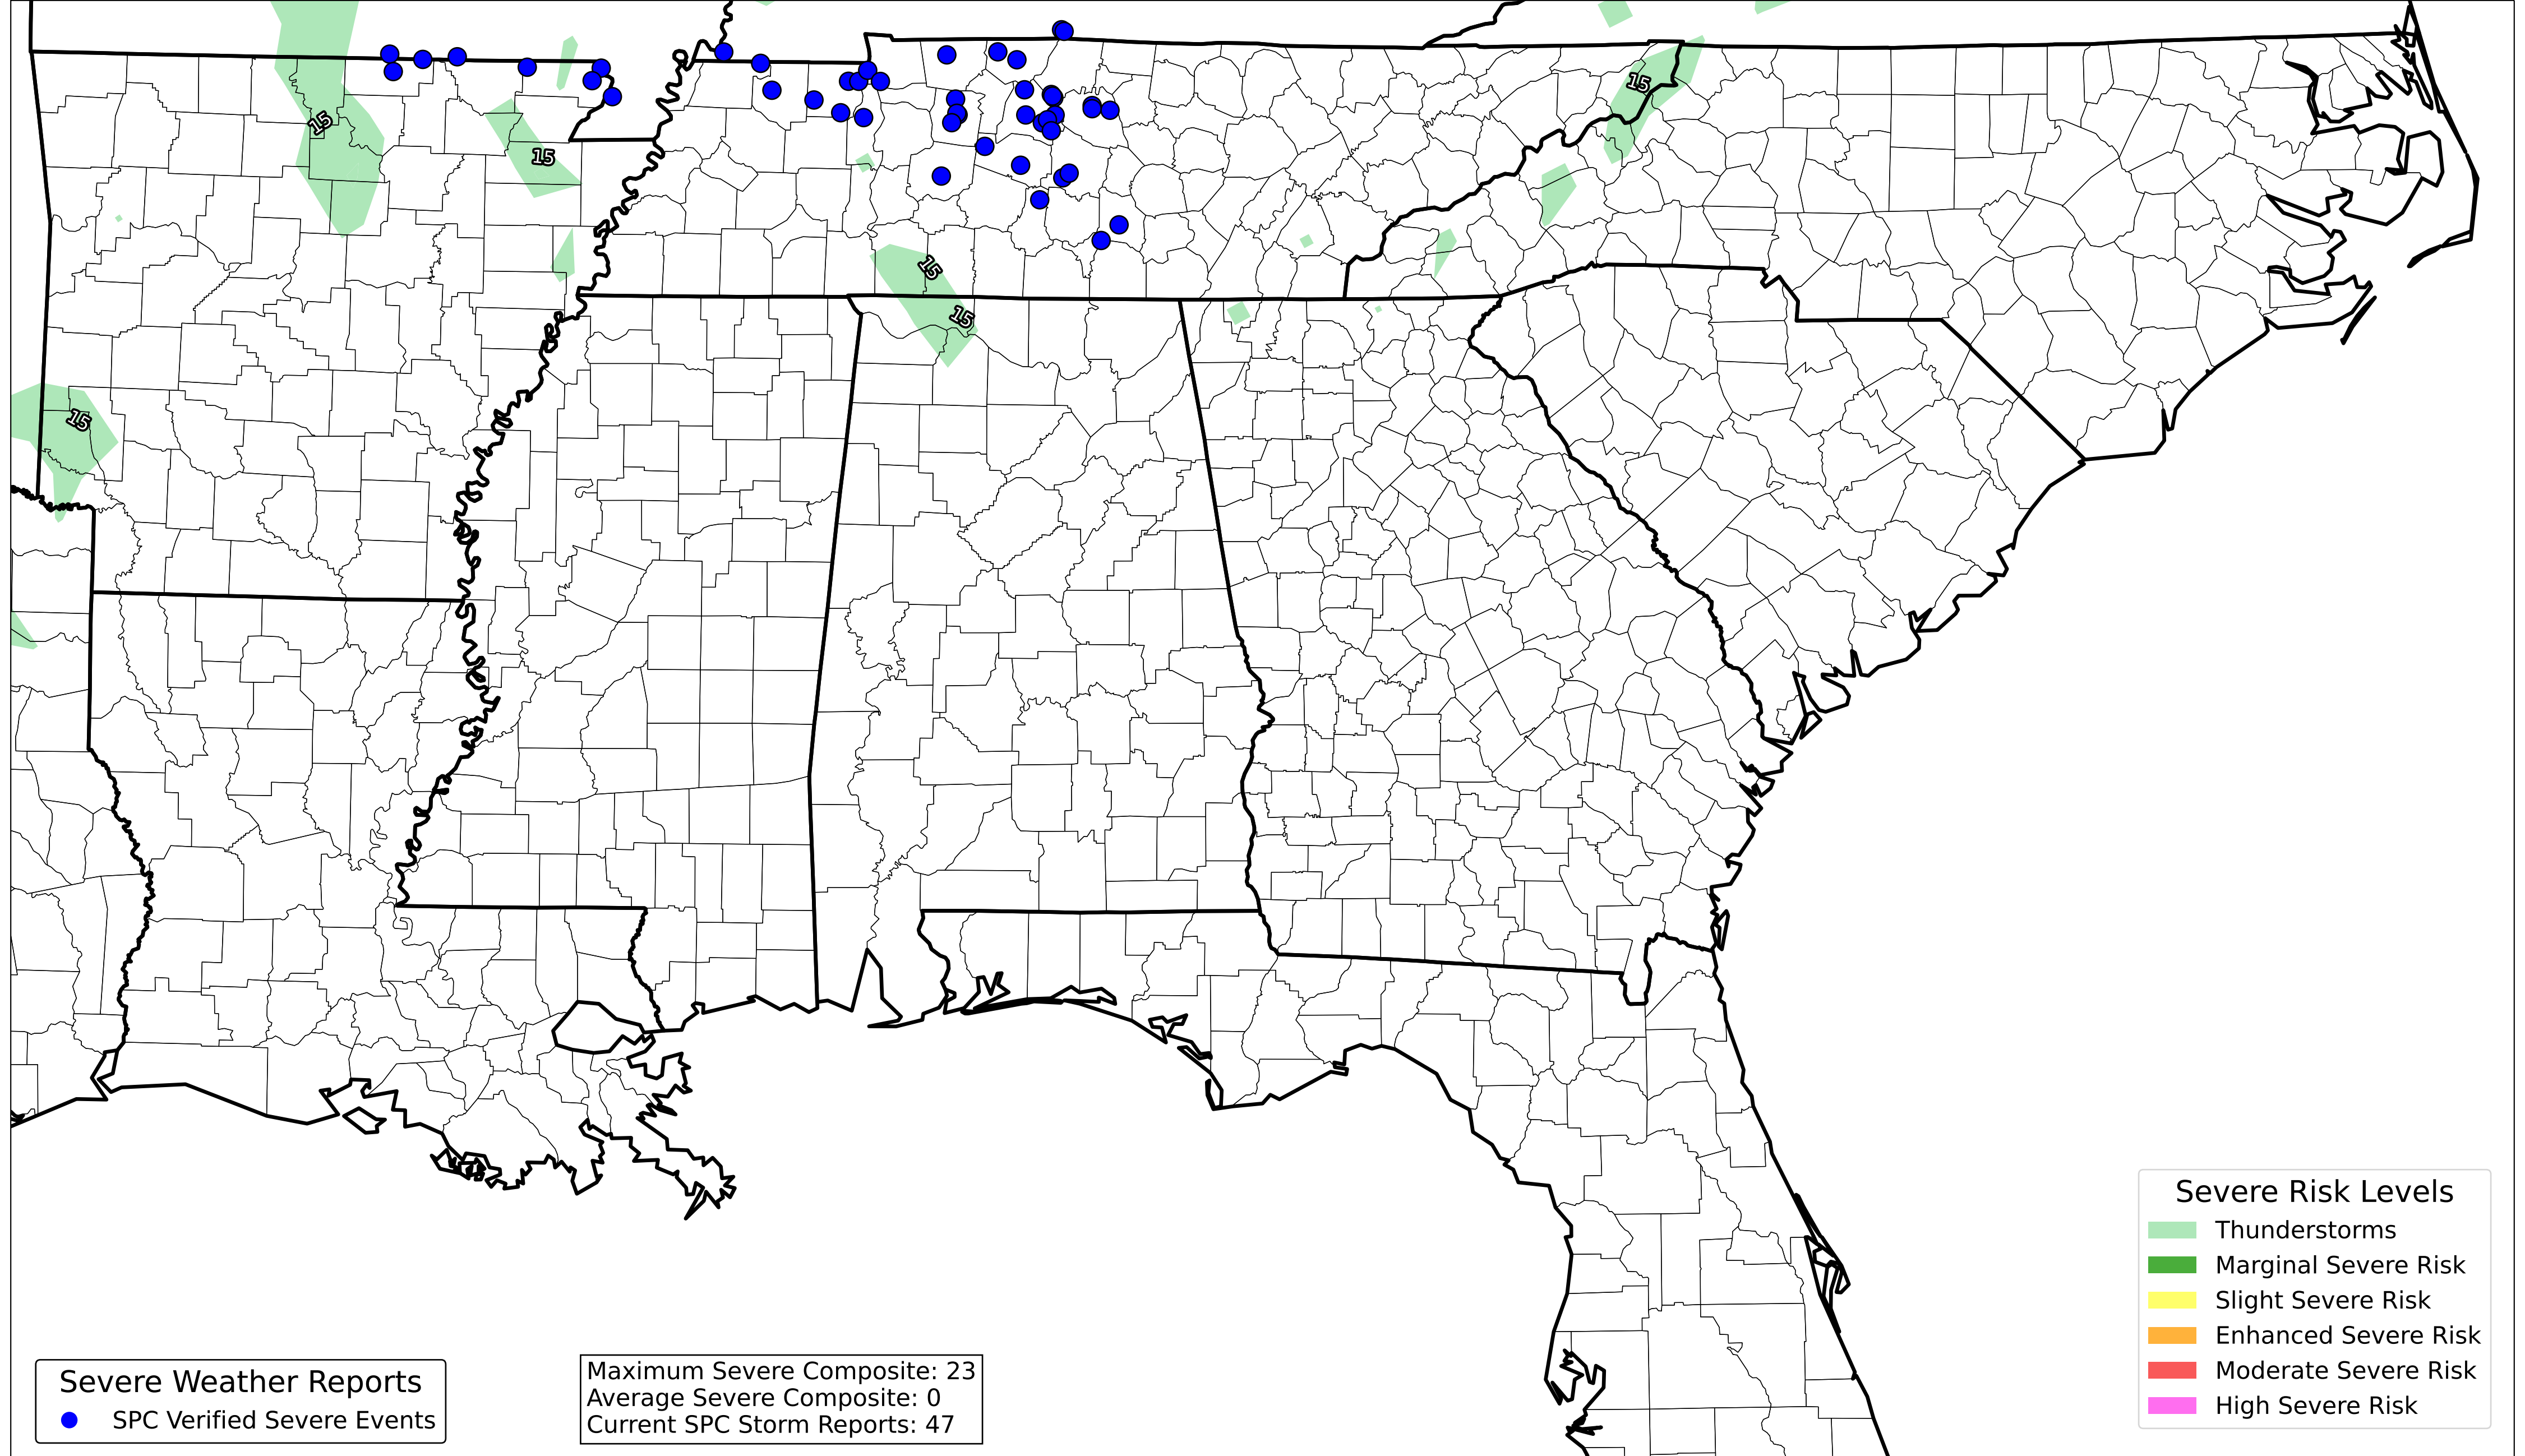 15
15
15
15
15
15
Severe Risk Levels
Thunderstorms
Marginal Severe Risk
Slight Severe Risk
Enhanced Severe Risk
Moderate Severe Risk
High Severe Risk
Severe Weather Reports
SPC Verified Severe Events
Maximum Severe Composite: 23
Average Severe Composite: 0
Current SPC Storm Reports: 47